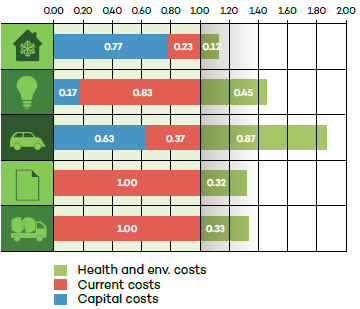 0,00 0,20 0,40 0,60 0,80 1,00 1,20 1,40 1,60 1,80 2,00
0.77 0.23 0.12
0.17 0.83 0.45
0.63 0.37 0.87
1.00 0.32
1.00 0.33
Health and env. costs
Current costs
Capital costs